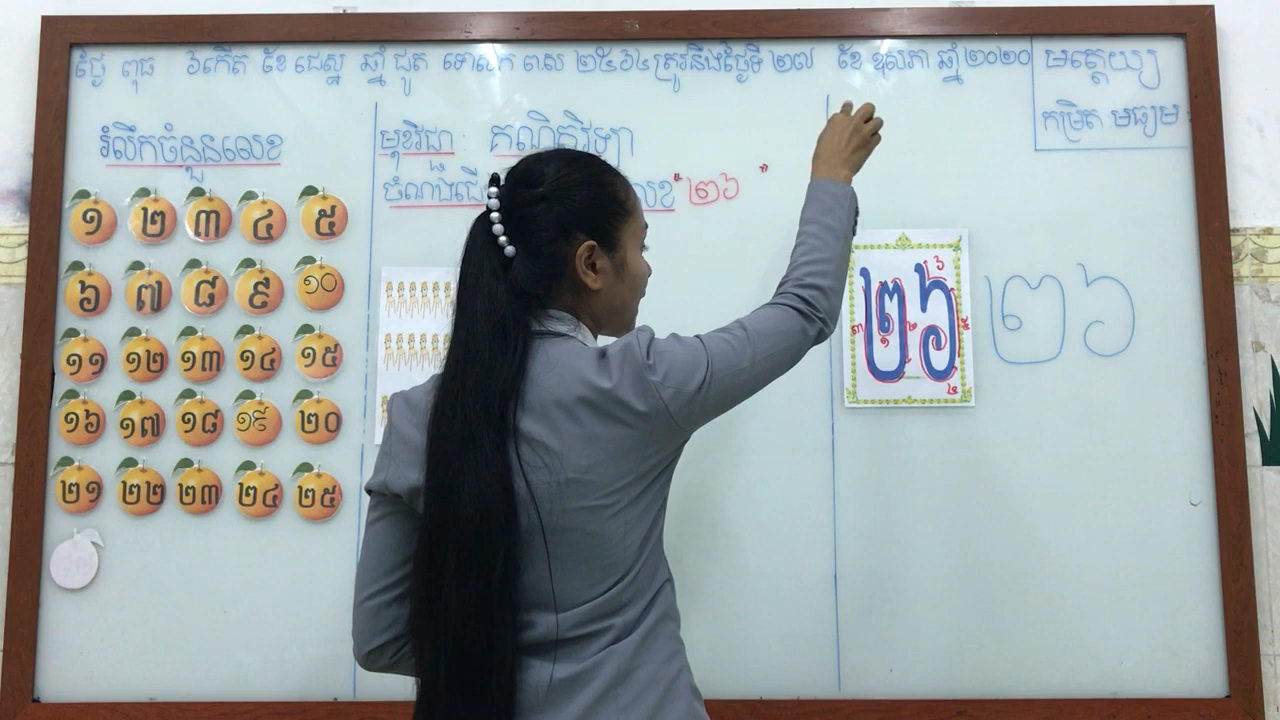 ថ្ងៃ ពុធ ៦កើត ខែ ជេស្ឋ ឆ្នាំ ជូត ទោស័ក ពស ២៥៦៤ ត្រូវនឹងថ្ងៃទី ២៧ ខែ ឧសភា ឆ្នាំ២០២០
មត្តេយ្យ
កម្រិត មធ្យម
រំលឹកចំនួនលេខ
មុខវិជ្ជា គណិតវិទ្យា
ចំណងជើ លេខ "២៦"
១ ២ ៣ ៤ ៥
៦ ៧ ៨ ៩ ១០
១១ ១២ ១៣ ១៤ ១៥
១៦ ១៧ ១៨ ១៩ ២០
២១ ២២ ២៣ ២៤ ២៥
២៦ ២៦